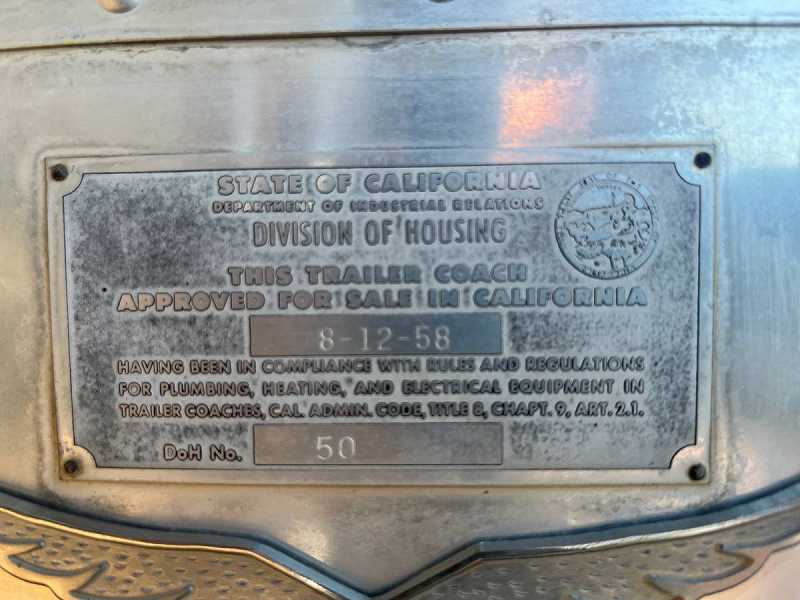 STATE OF CALIFORNIA
DEPARTMENT OF INDUSTRIAL RELATIONS
DIVISION OF HOUSING
THIS TRAILER COACH
APPROVED FOR SALE IN CALIFORNIA
8-12-58
HAVING BEEN IN COMPLIANCE WITH RULES AND REGULATIONS
FOR PLUMBING, HEATING, AND ELECTRICAL EQUIPMENT IN
TRAILER COACHES, CAL. ADMIN. CODE, TITLE 8, CHAPT. 9, ART. 2.1.
DOH No. 50